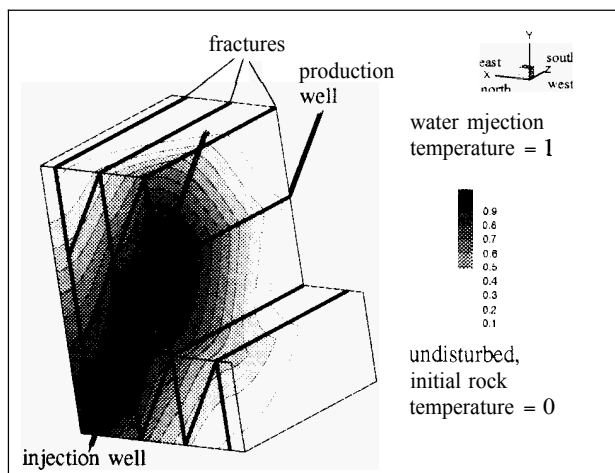 fractures
production
well
Y
east
south
X
Z
north
west
water mjection
temperature = 1
0.9
0.8
0.7
0.6
0.5
0.4
0.3
0.2
0.1
undisturbed,
initial rock
temperature = 0
injection well